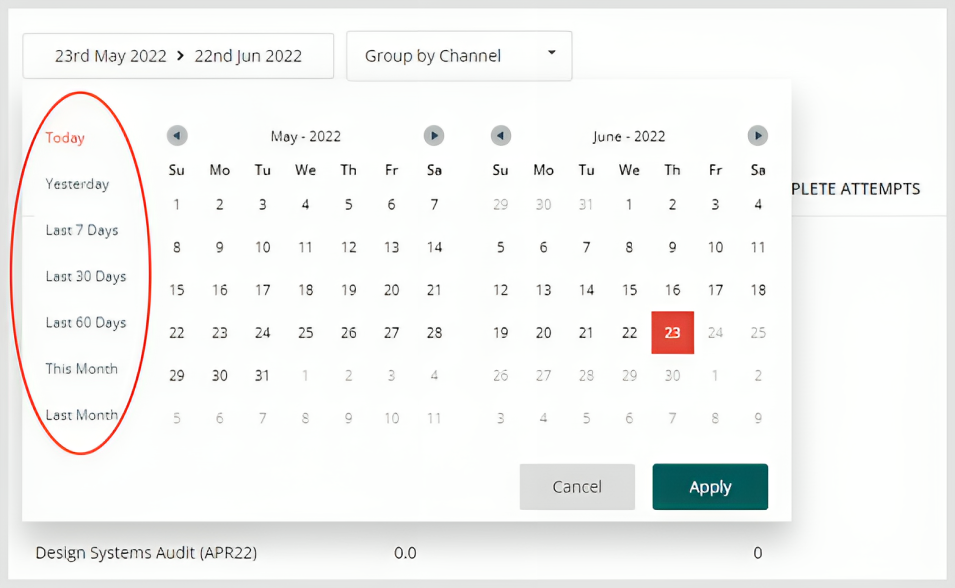 23rd May 2022 > 22nd Jun 2022
Group by Channel
Today
Yesterday
Last 7 Days
Last 30 Days
Last 60 Days
This Month
Last Month
May - 2022
Su Mo Tu We Th Fr Sa
1 2 3 4 5 6 7
8 9 10 11 12 13 14
15 16 17 18 19 20 21
22 23 24 25 26 27 28
29 30 31 1 2 3 4
5 6 7 8 9 10 11
June - 2022
Su Mo Tu We Th Fr Sa
29 30 31 1 2 3 4
5 6 7 8 9 10 11
12 13 14 15 16 17 18
19 20 21 22 23 24 25
26 27 28 29 30 1 2
3 4 5 6 7 8 9
PLETE ATTEMPTS
Cancel Apply
Design Systems Audit (APR22) 0.0 0